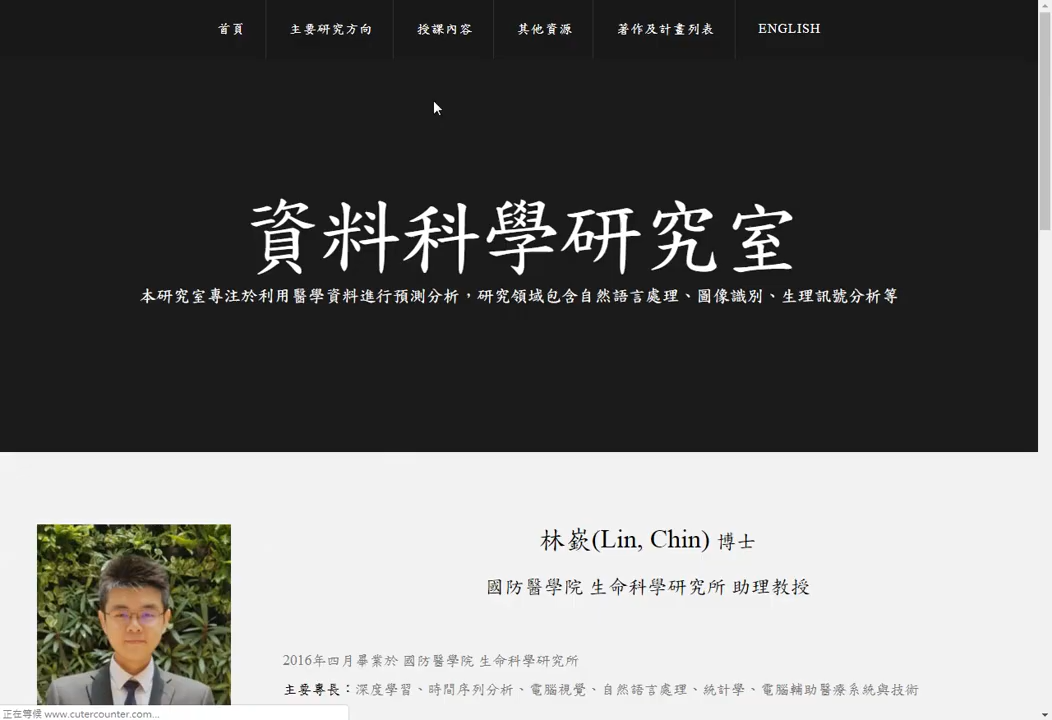 首頁
主要研究方向
授課內容
其他資源
著作及計畫列表
ENGLISH
資料科學研究室
本研究室專注於利用醫學資料進行預測分析，研究領域包含自然語言處理、圖像識別、生理訊號分析等
林嶔(Lin, Chin) 博士
國防醫學院 生命科學研究所 助理教授
2016年四月畢業於 國防醫學院 生命科學研究所
主要專長：深度學習、時間序列分析、電腦視覺、自然語言處理、統計學、電腦輔助醫療系統與技術
正在等候 www.cutercounter.com...